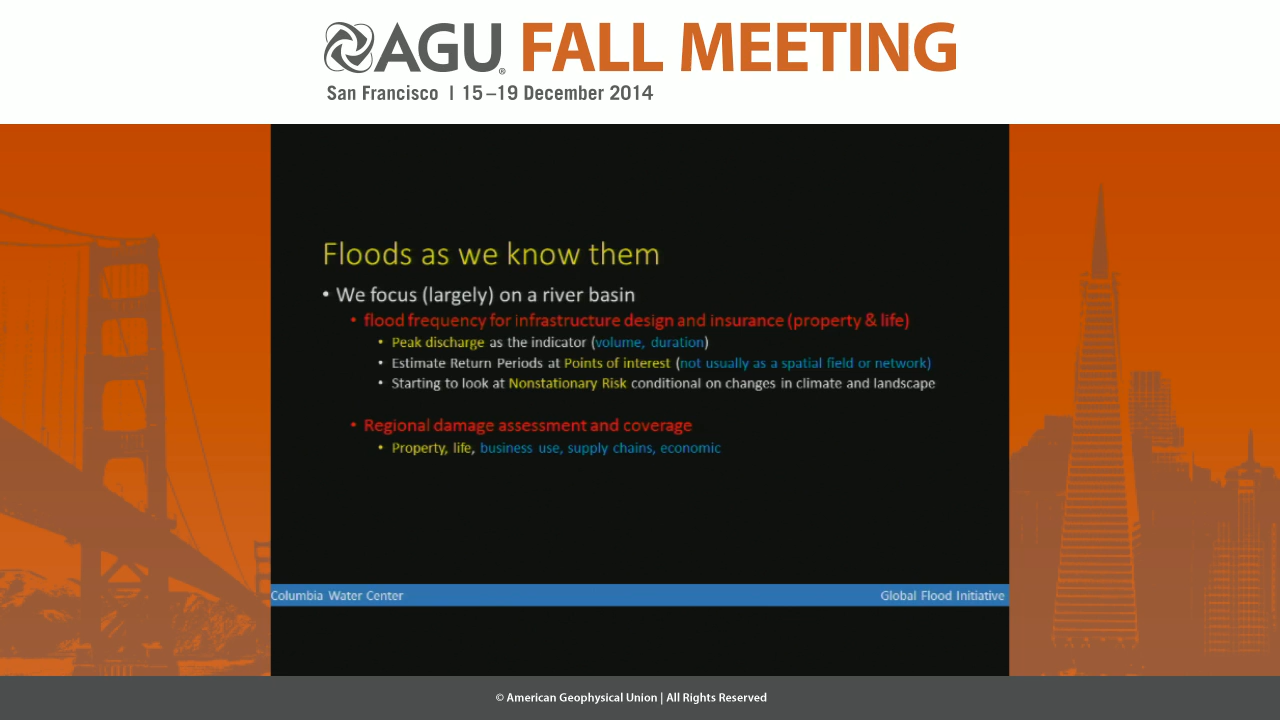 AGU® FALL MEETING
San Francisco | 15–19 December 2014
Floods as we know them
• We focus (largely) on a river basin
• flood frequency for infrastructure design and insurance (property & life)
• Peak discharge as the indicator (volume, duration)
• Estimate Return Periods at Points of interest (not usually as a spatial field or network)
• Starting to look at Nonstationary Risk conditional on changes in climate and landscape
• Regional damage assessment and coverage
• Property, life, business use, supply chains, economic
Columbia Water Center Global Flood Initiative
© American Geophysical Union | All Rights Reserved